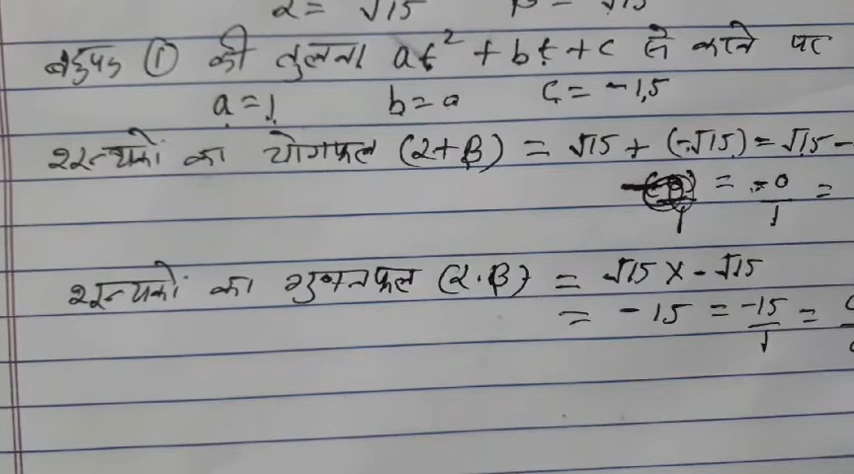 α = √15 β = √15
बहुपद ① की तुलना at² + bt + c से करने पर
a = 1 b = 0 c = -15
शून्यकों का योगफल (α+β) = √15 + (-√15) = √15 -
= -0/1 =
शून्यकों का गुणनफल (α.β) = √15 x - √15
= -15 = -15/1 =